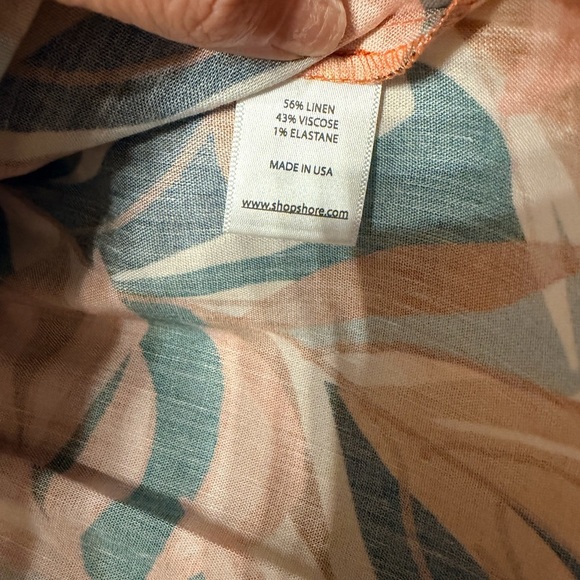 56% LINEN
43% VISCOSE
1% ELASTANE
MADE IN USA
www.shopshore.com